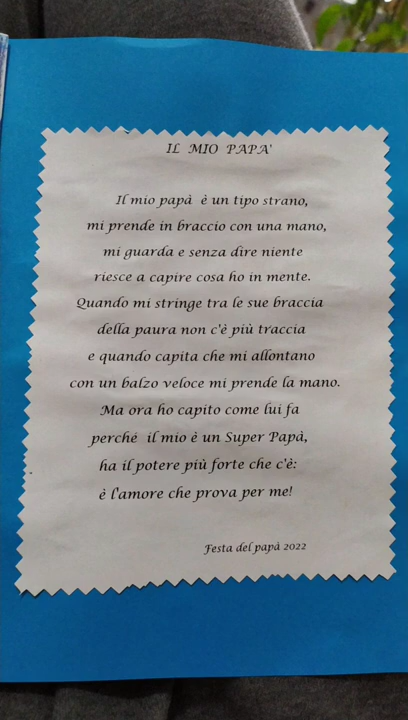 IL MIO PAPA'
Il mio papà è un tipo strano,
mi prende in braccio con una mano,
mi guarda e senza dire niente
riesce a capire cosa ho in mente.
Quando mi stringe tra le sue braccia
della paura non c'è più traccia
e quando capita che mi allontano
con un balzo veloce mi prende la mano.
Ma ora ho capito come lui fa
perché il mio è un Super Papà,
ha il potere più forte che c'è:
è l'amore che prova per me!
Festa del papà 2022